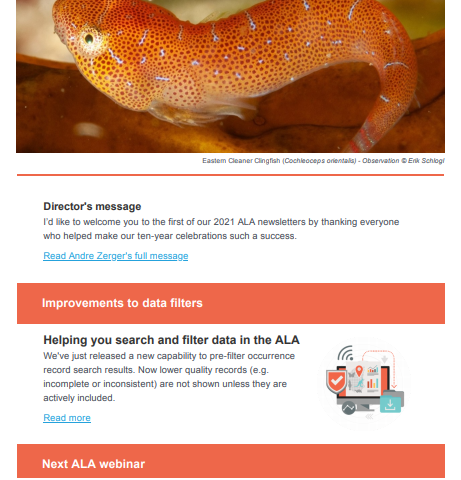 Eastern Cleaner Clingfish (Cochleoceps orientalis) - Observation © Erik Schlogl
Director's message
I'd like to welcome you to the first of our 2021 ALA newsletters by thanking everyone
who helped make our ten-year celebrations such a success.
Read Andre Zerger's full message
Improvements to data filters
Helping you search and filter data in the ALA
We've just released a new capability to pre-filter occurrence
record search results. Now lower quality records (e.g.
incomplete or inconsistent) are not shown unless they are
actively included.
Read more
Next ALA webinar